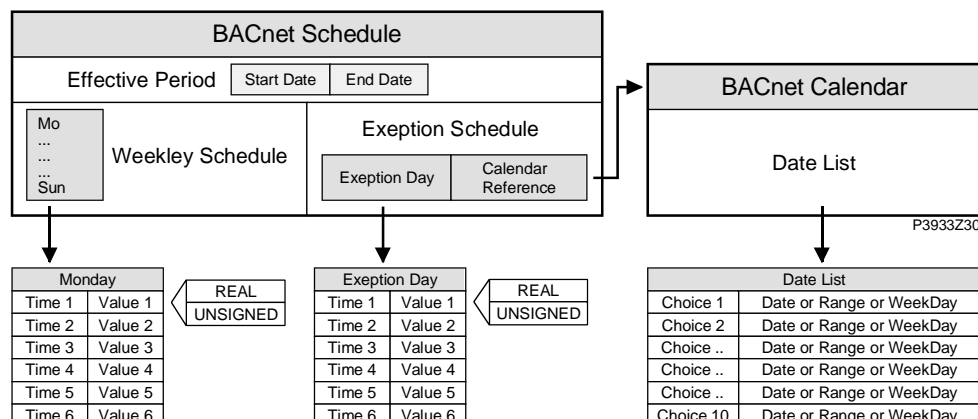 BACnet Schedule
Effective Period
Start Date
End Date
Mo
...
...
...
Sun
Weekley Schedule
Exeption Schedule
Exeption Day
Calendar
Reference
BACnet Calendar
Date List
P3933Z30
Monday
Time 1 Value 1
Time 2 Value 2
Time 3 Value 3
Time 4 Value 4
Time 5 Value 5
Time 6 Value 6
REAL
UNSIGNED
Exeption Day
Time 1 Value 1
Time 2 Value 2
Time 3 Value 3
Time 4 Value 4
Time 5 Value 5
Time 6 Value 6
REAL
UNSIGNED
Date List
Choice 1 Date or Range or WeekDay
Choice 2 Date or Range or WeekDay
Choice .. Date or Range or WeekDay
Choice .. Date or Range or WeekDay
Choice .. Date or Range or WeekDay
Choice 10 Date or Range or WeekDay